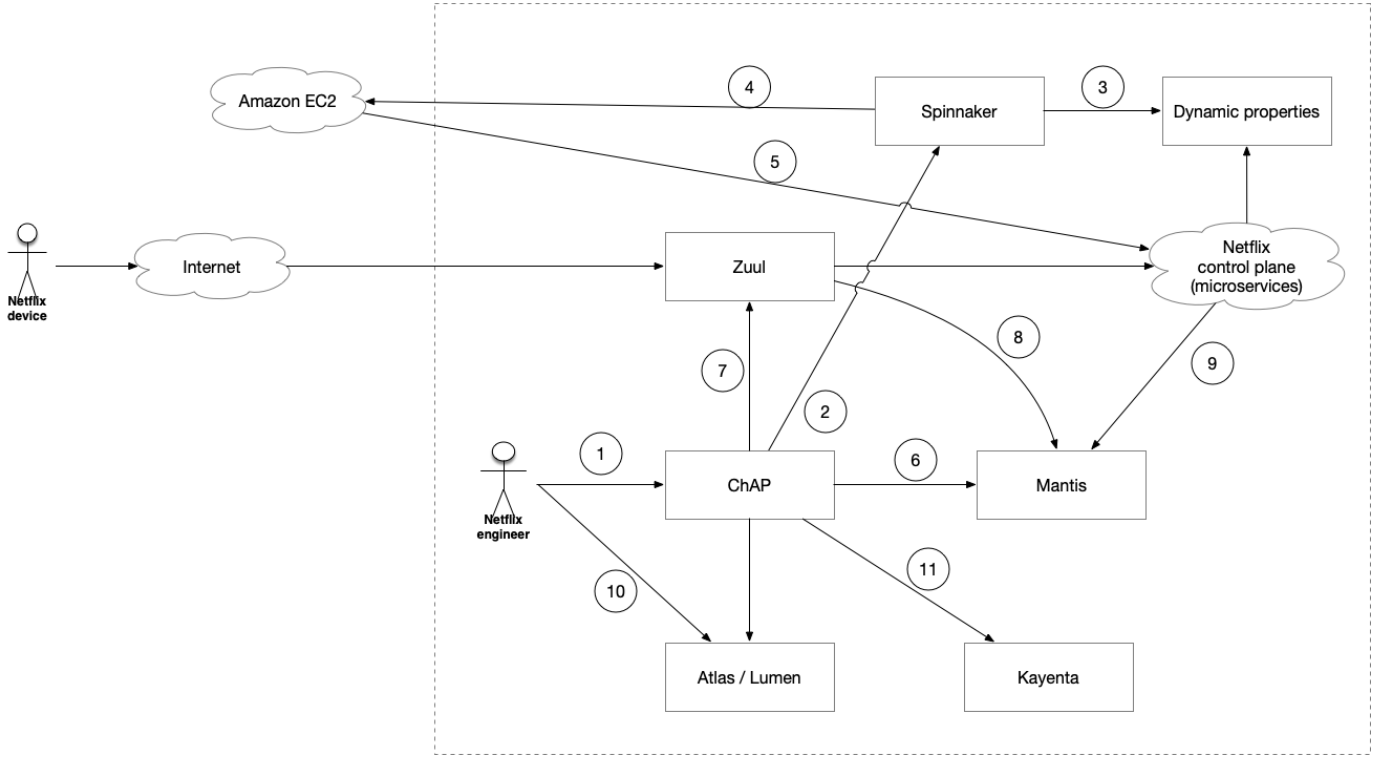 4
3
Amazon EC2
Spinnaker
Dynamic properties
5
Netflix
device
Internet
Zuul
Netflix
control plane
(microservices)
7
8
9
2
1
6
Netflix
engineer
ChAP
Mantis
10
11
Atlas / Lumen
Kayenta